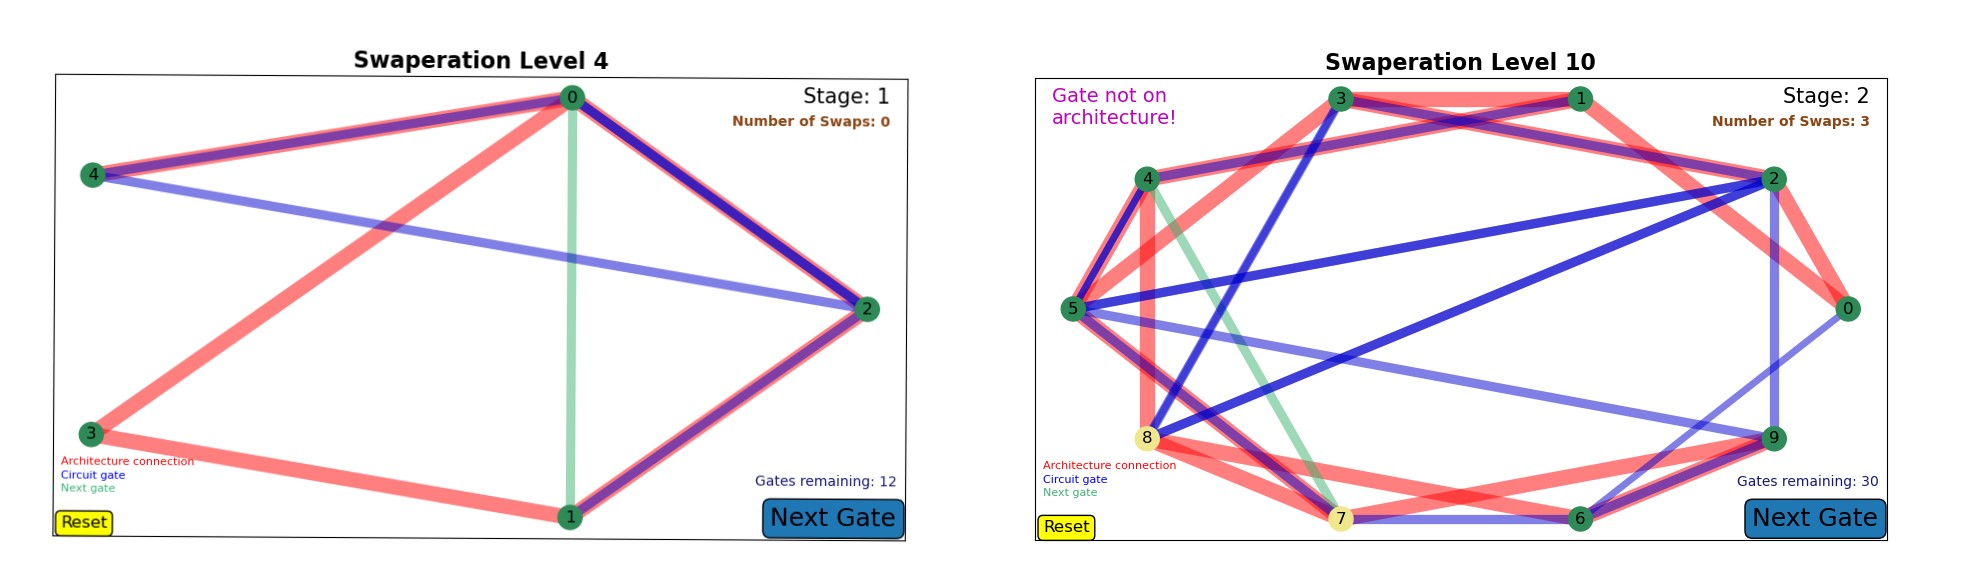 Swaperation Level 4
Stage: 1
Number of Swaps: 0
0
4
2
3
Architecture connection
Circuit gate
Next gate
Gates remaining: 12
1
Reset
Next Gate
Swaperation Level 10
Gate not on
architecture!
Stage: 2
Number of Swaps: 3
3
1
4
2
5
0
8
9
Architecture connection
Circuit gate
Next gate
Gates remaining: 30
7
6
Reset
Next Gate